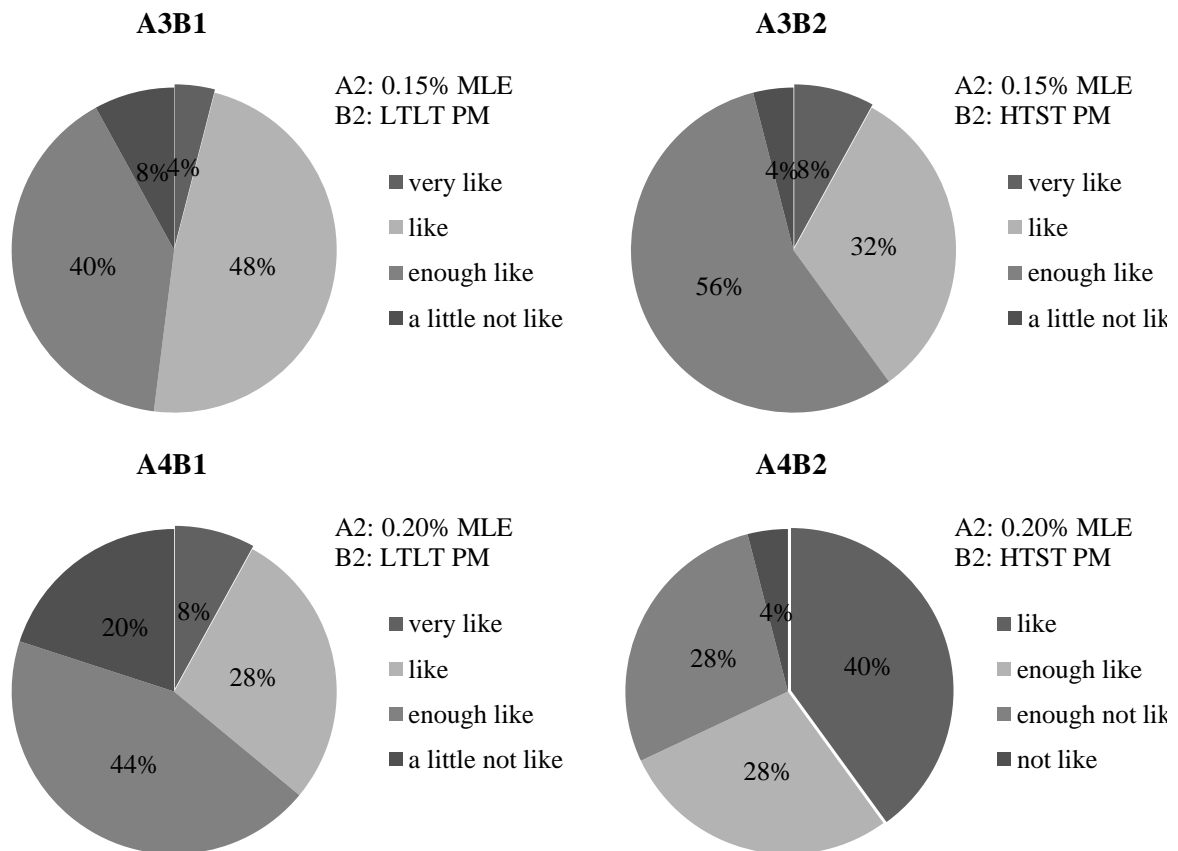 A3B1
A2: 0.15% MLE
B2: LTLT PM
8%
4%
40%
48%
very like
like
enough like
a little not like
A3B2
A2: 0.15% MLE
B2: HTST PM
4%
8%
32%
56%
very like
like
enough like
a little not lik
A4B1
A2: 0.20% MLE
B2: LTLT PM
8%
20%
28%
44%
very like
like
enough like
a little not like
A4B2
A2: 0.20% MLE
B2: HTST PM
4%
28%
40%
28%
like
enough like
enough not lik
not like